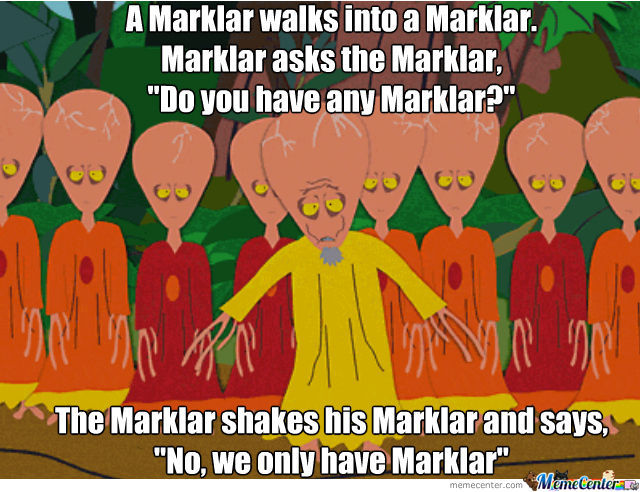 A Marklar walks into a Marklar.
Marklar asks the Marklar,
"Do you have any Marklar?"
The Marklar shakes his Marklar and says,
"No, we only have Marklar"
memecenter.com MemeCenter